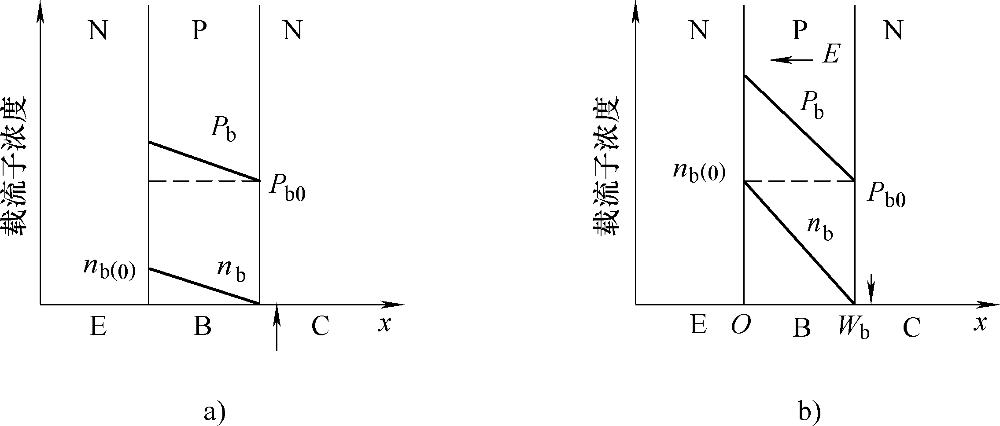 N P N
载流子浓度
P_b
P_b0
n_b(0)
n_b
E B C x
a)
N P N
E
载流子浓度
P_b
n_b(0)
P_b0
n_b
E O B W_b C x
b)